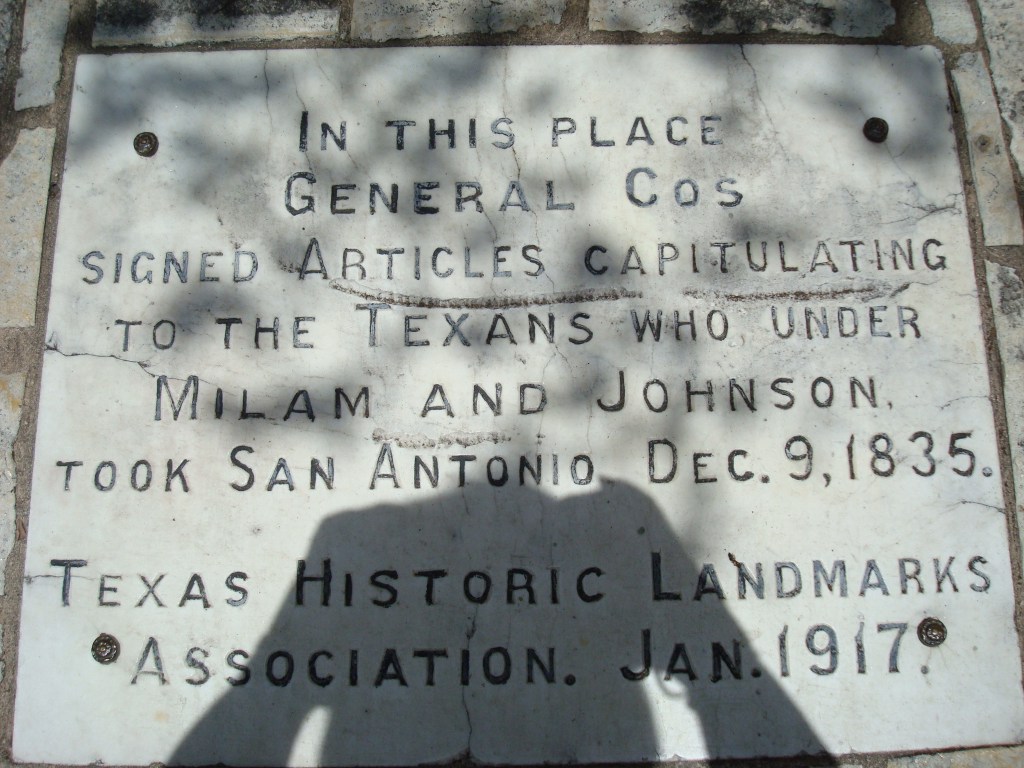 In this place
General Cos
signed Articles capitulating
to the Texans who, under
Milam and Johnson,
took San Antonio Dec. 9, 1835.
Texas Historic Landmarks
Association. Jan. 1917.